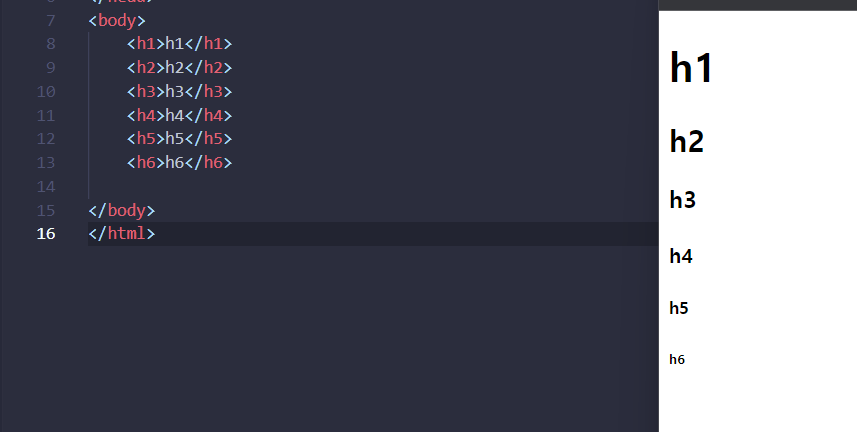 6 </head>
7 <body>
8 <h1>h1</h1>
9 <h2>h2</h2>
10 <h3>h3</h3>
11 <h4>h4</h4>
12 <h5>h5</h5>
13 <h6>h6</h6>
14
15 </body>
16 </html>
h1
h2
h3
h4
h5
h6